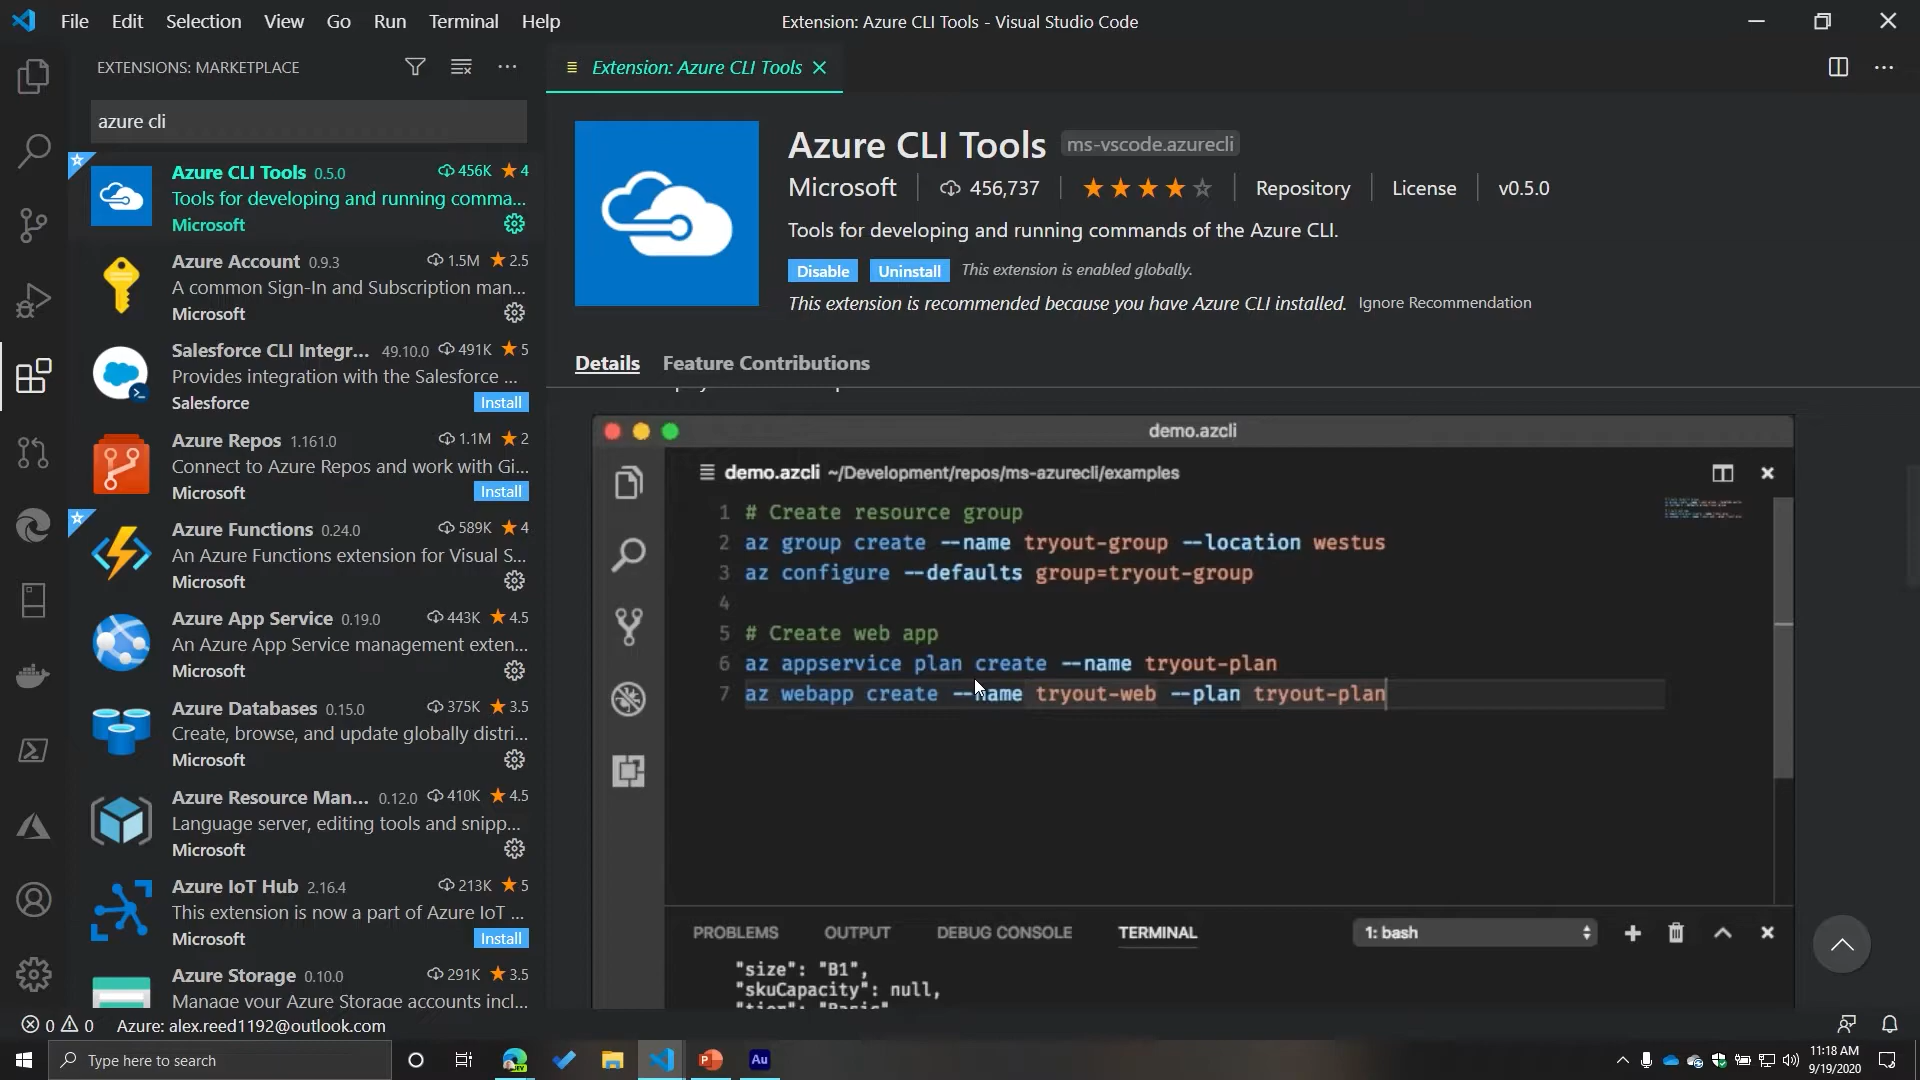 File Edit Selection View Go Run Terminal Help
Extension: Azure CLI Tools - Visual Studio Code
EXTENSIONS: MARKETPLACE
azure cli
Azure CLI Tools 0.5.0 456K 4
Tools for developing and running comma...
Microsoft
Azure Account 0.9.3 1.5M 2.5
A common Sign-In and Subscription man...
Microsoft
Salesforce CLI Integr... 49.10.0 491K 5
Provides integration with the Salesforce ...
Salesforce Install
Azure Repos 1.161.0 1.1M 2
Connect to Azure Repos and work with Gi...
Microsoft Install
Azure Functions 0.24.0 589K 4
An Azure Functions extension for Visual S...
Microsoft
Azure App Service 0.19.0 443K 4.5
An Azure App Service management exten...
Microsoft
Azure Databases 0.15.0 375K 3.5
Create, browse, and update globally distri...
Microsoft
Azure Resource Man... 0.12.0 410K 4.5
Language server, editing tools and snipp...
Microsoft
Azure IoT Hub 2.16.4 213K 5
This extension is now a part of Azure IoT ...
Microsoft Install
Azure Storage 0.10.0 291K 3.5
Manage your Azure Storage accounts incl...
Extension: Azure CLI Tools
Azure CLI Tools ms-vscode.azurecli
Microsoft 456,737 Repository License v0.5.0
Tools for developing and running commands of the Azure CLI.
Disable Uninstall This extension is enabled globally.
This extension is recommended because you have Azure CLI installed. Ignore Recommendation
Details Feature Contributions
demo.azcli
demo.azcli ~/Development/repos/ms-azurecli/examples
1 # Create resource group
2 az group create --name tryout-group --location westus
3 az configure --defaults group=tryout-group
4
5 # Create web app
6 az appservice plan create --name tryout-plan
7 az webapp create --name tryout-web --plan tryout-plan
PROBLEMS OUTPUT DEBUG CONSOLE TERMINAL 1: bash
"size": "B1",
"skuCapacity": null,
0 0 Azure: alex.reed1192@outlook.com
Type here to search
Au
11:18 AM
9/19/2020